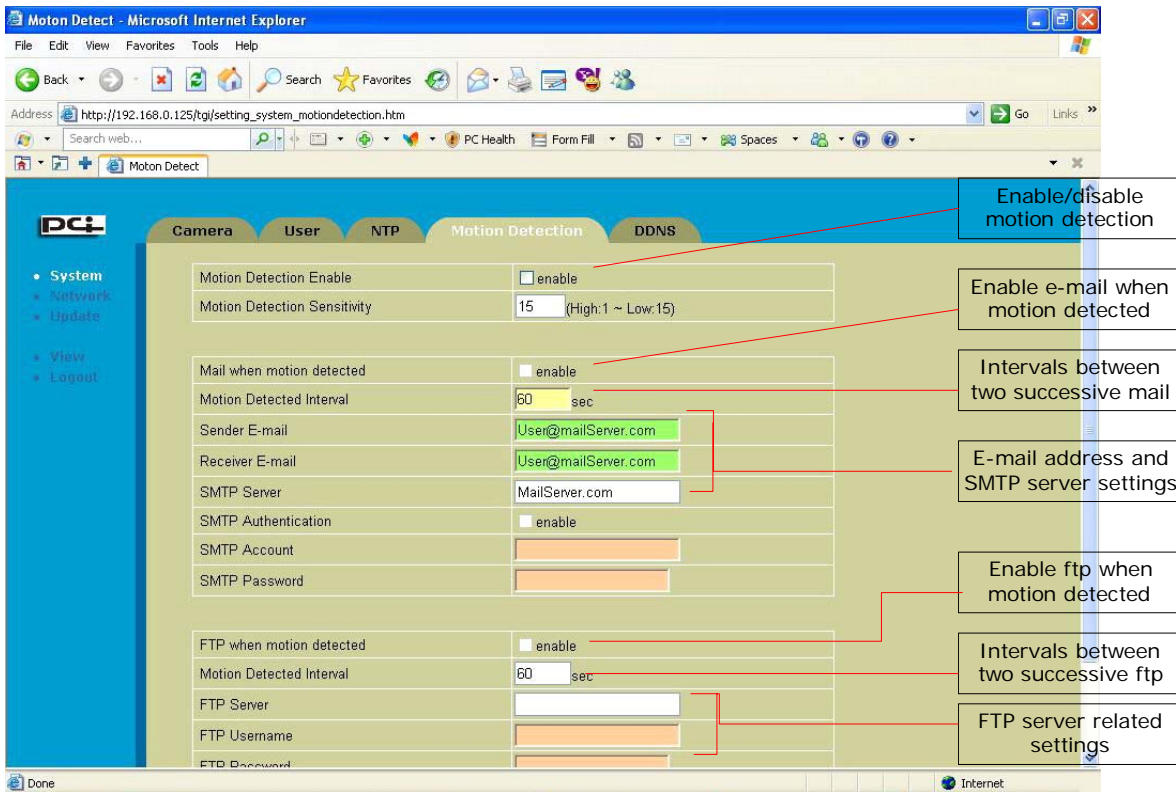 Moton Detect - Microsoft Internet Explorer
File Edit View Favorites Tools Help
Back Search Favorites
Address http://192.168.0.125/tgi/setting_system_motiondetection.htm Go Links »
Search web... PC Health Form Fill Spaces
Moton Detect
PCi
Camera User NTP Motion Detection DDNS
System
Network
Update
View
Logout
Motion Detection Enable enable
Motion Detection Sensitivity 15 (High:1 ~ Low:15)
Mail when motion detected enable
Motion Detected Interval 60 sec
Sender E-mail User@mailServer.com
Receiver E-mail User@mailServer.com
SMTP Server MailServer.com
SMTP Authentication enable
SMTP Account
SMTP Password
FTP when motion detected enable
Motion Detected Interval 60 sec
FTP Server
FTP Username
FTP Password
Enable/disable
motion detection
Enable e-mail when
motion detected
Intervals between
two successive mail
E-mail address and
SMTP server settings
Enable ftp when
motion detected
Intervals between
two successive ftp
FTP server related
settings
Done Internet